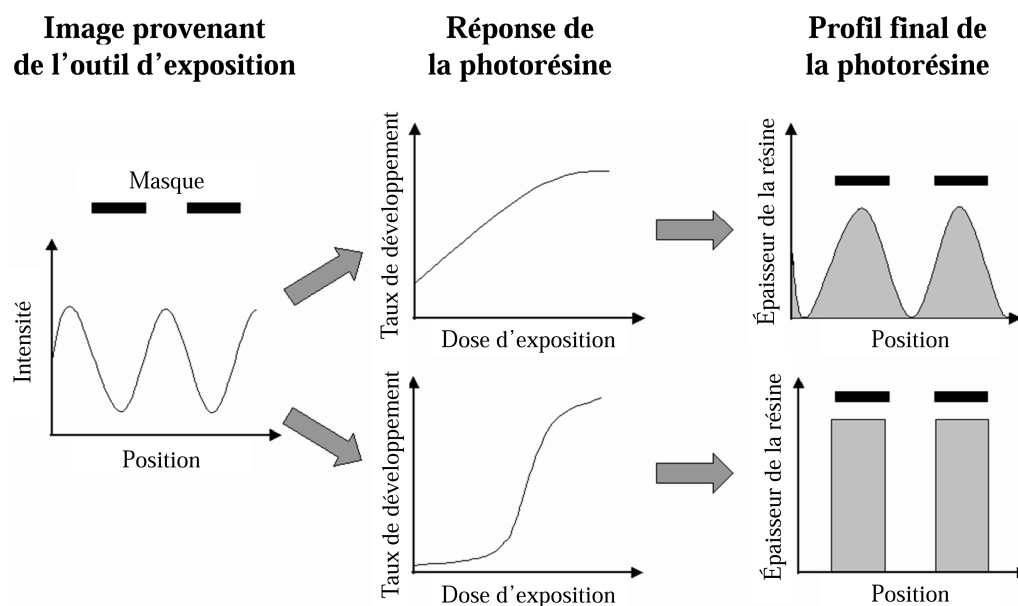 Image provenant
de l'outil d'exposition
Réponse de
la photorésine
Profil final de
la photorésine
Masque
Intensité
Position
Taux de développement
Dose d'exposition
Épaisseur de la résine
Position
Taux de développement
Dose d'exposition
Épaisseur de la résine
Position